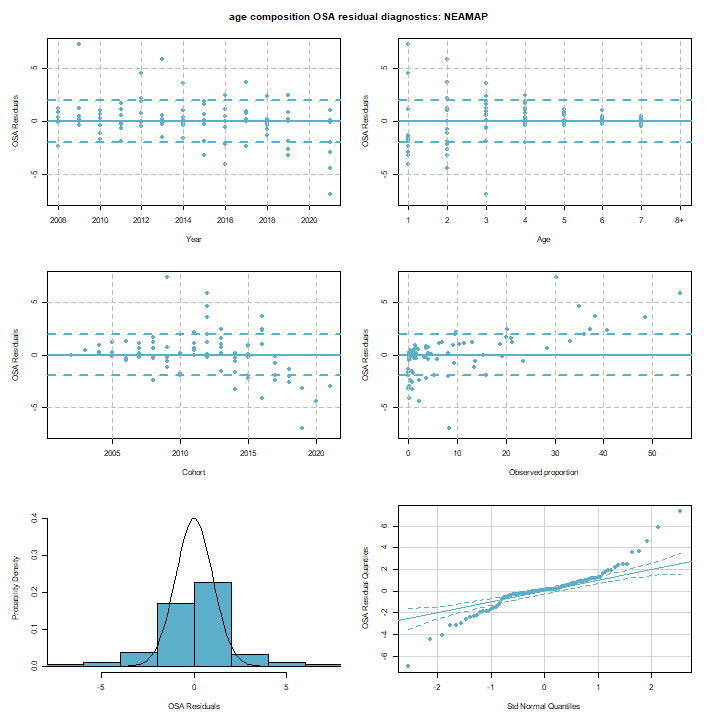 age composition OSA residual diagnostics: NEAMAP
OSA Residuals
5
0
-5
2008 2010 2012 2014 2016 2018 2020
Year
OSA Residuals
5
0
-5
1 2 3 4 5 6 7 8+
Age
OSA Residuals
5
0
-5
2005 2010 2015 2020
Cohort
OSA Residuals
5
0
-5
0 10 20 30 40 50
Observed proportion
Probability Density
0.4
0.3
0.2
0.1
0.0
-5 0 5
OSA Residuals
OSA Residual Quantiles
6
4
2
0
-2
-4
-6
-2 -1 0 1 2
Std Normal Quantiles